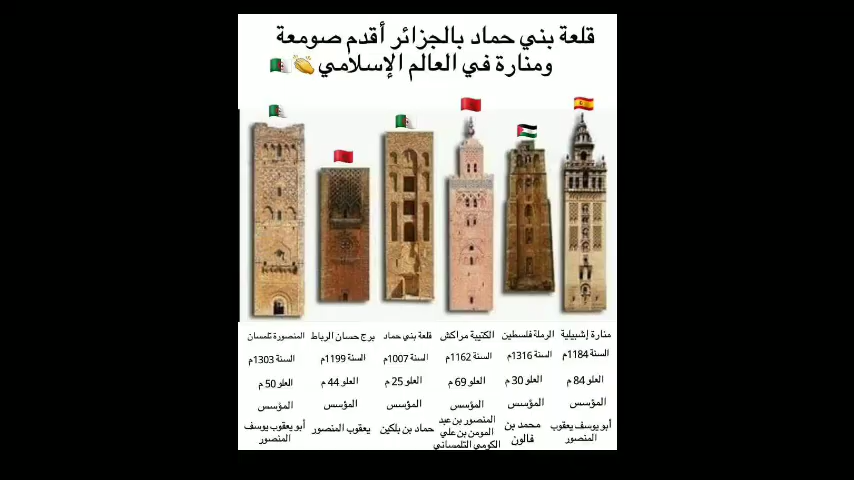 قلعة بني حماد بالجزائر أقدم صومعة
ومنارة في العالم الإسلامي 👏🇩🇿
منارة إشبيلية الرملة فلسطين الكتبية مراكش قلعة بني حماد برج حسان الرباط المنصورة تلمسان
السنة 1184م السنة 1316م السنة 1162م السنة 1007م السنة 1199م السنة 1303م
العلو 84 م العلو 30 م العلو 69 م العلو 25 م العلو 44 م العلو 50 م
المؤسس المؤسس المؤسس المؤسس المؤسس المؤسس
أبو يوسف يعقوب المنصور
محمد بن قالون
المنصور بن عبد المومن بن علي الكومي التلمساني
حماد بن بلكين
يعقوب المنصور
أبو يعقوب يوسف المنصور